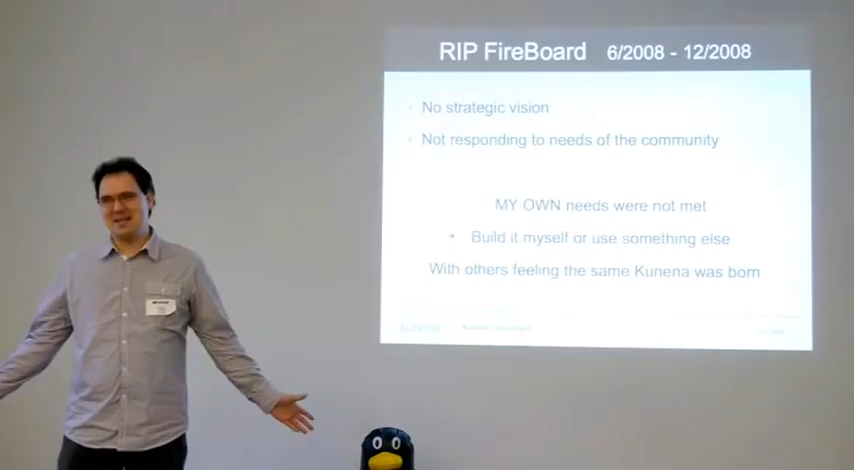 RIP FireBoard 6/2008 - 12/2008
No strategic vision
Not responding to needs of the community
MY OWN needs were not met
Build it myself or use something else
With others feeling the same Kunena was born
kunena